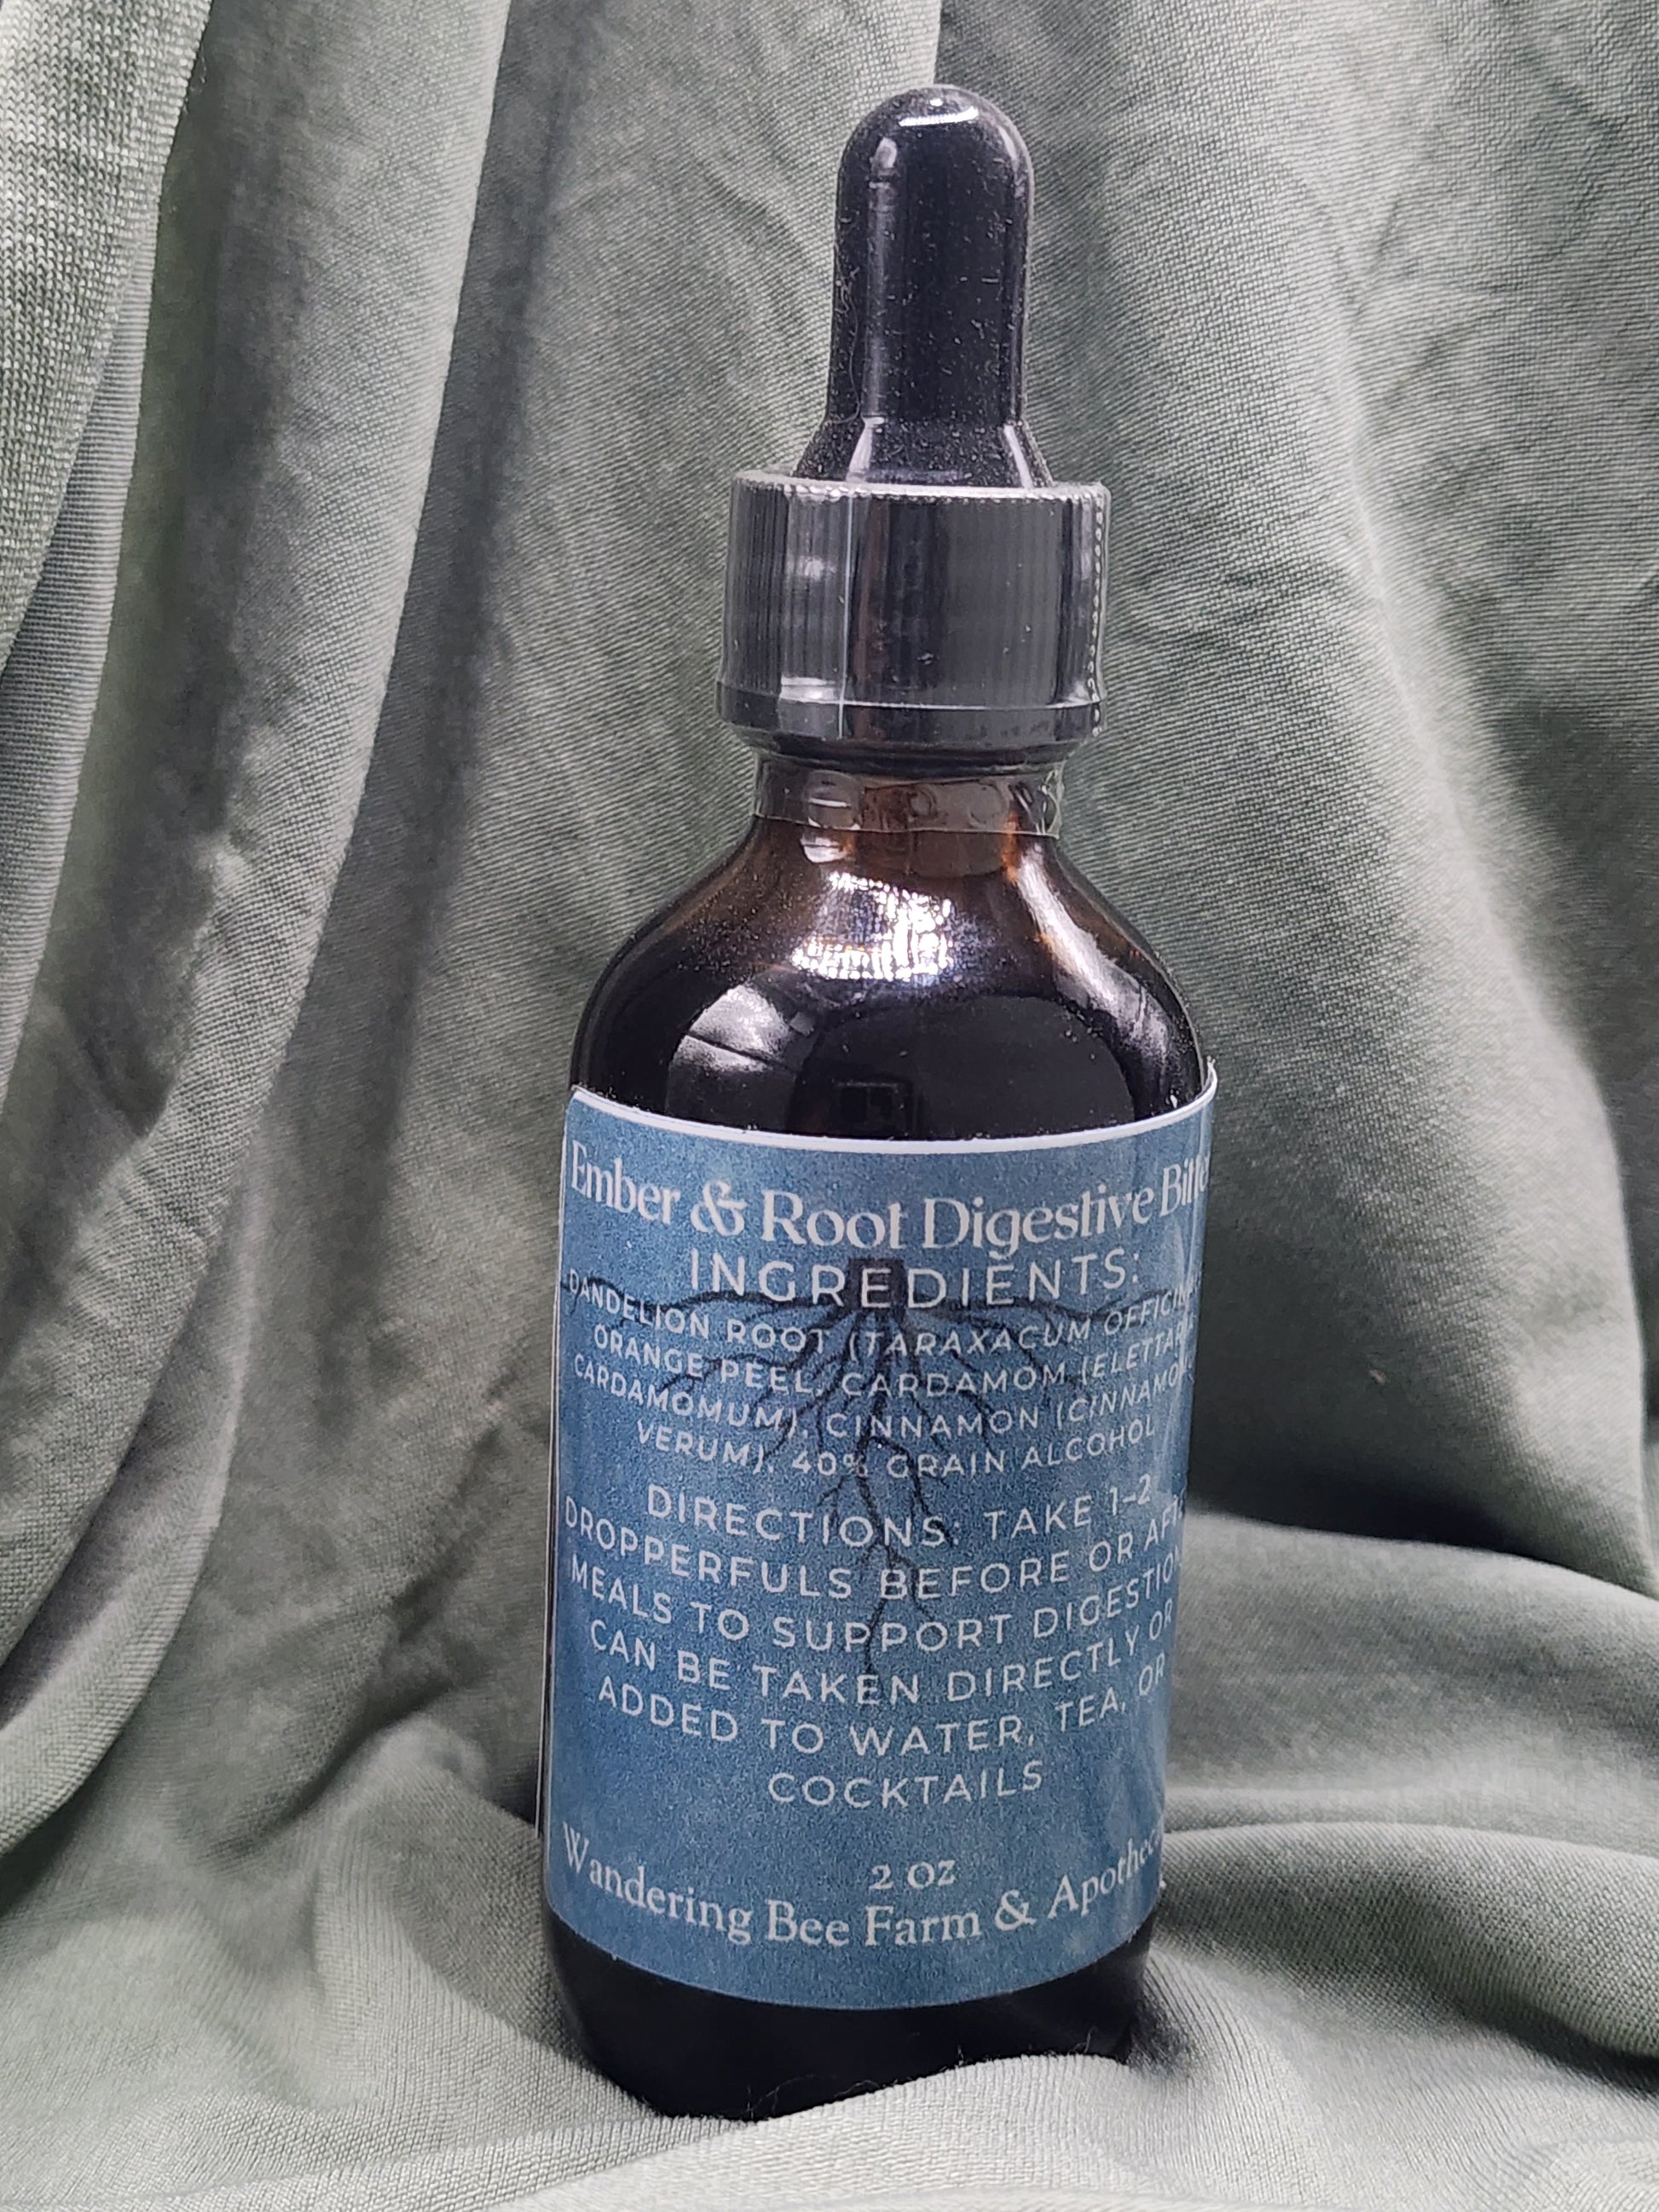 Ember & Root Digestive
INGREDIENTS:
DANDELION ROOT (TARAXACUM
ORANGE PEEL, CARDAMOM
CARDAMOMUM), CINNAMON
VERUM), 40% GRAIN ALCOHOL
DIRECTIONS: TAKE 1-2
DROPPERFULS BEFORE OR
MEALS TO SUPPORT DIGESTION
CAN BE TAKEN DIRECTLY OR
ADDED TO WATER, TEA, OR
COCKTAILS
2 OZ
Wandering Bee Farm &